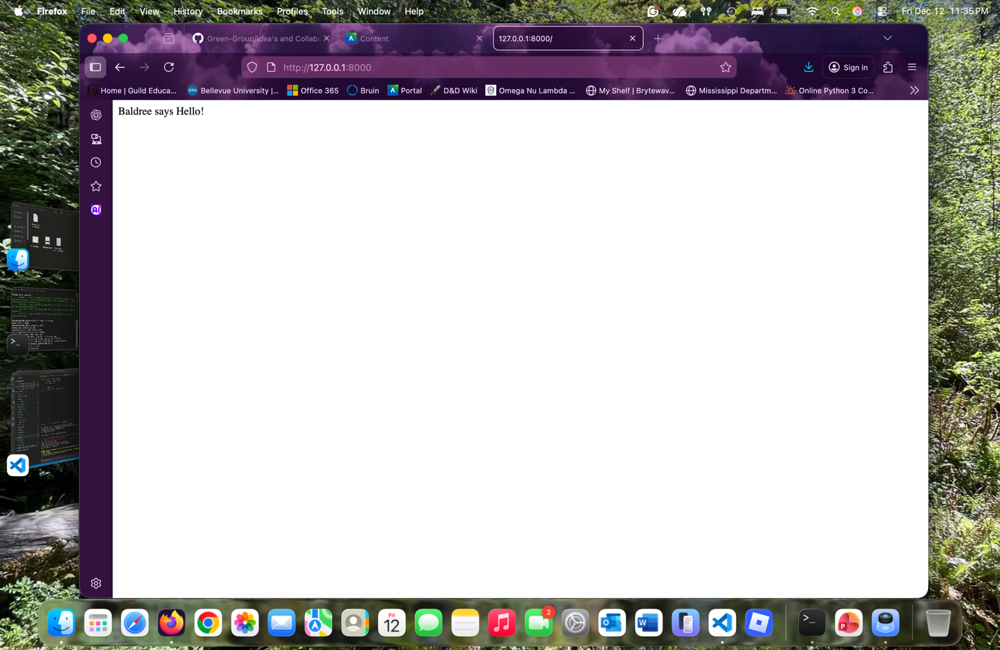 Firefox File Edit View History Bookmarks Profiles Tools Window Help Fri Dec 12 11:35 PM
Green-Group/Idea's and Collabo Content 127.0.0.1:8000/
http://127.0.0.1:8000 Sign in
Home | Guild Educa... Bellevue University |... Office 365 Bruin Portal D&D Wiki Omega Nu Lambda ... My Shelf | Brytewav... Mississippi Departm... Online Python 3 Co...
Baldree says Hello!
AI
2
Fri
12